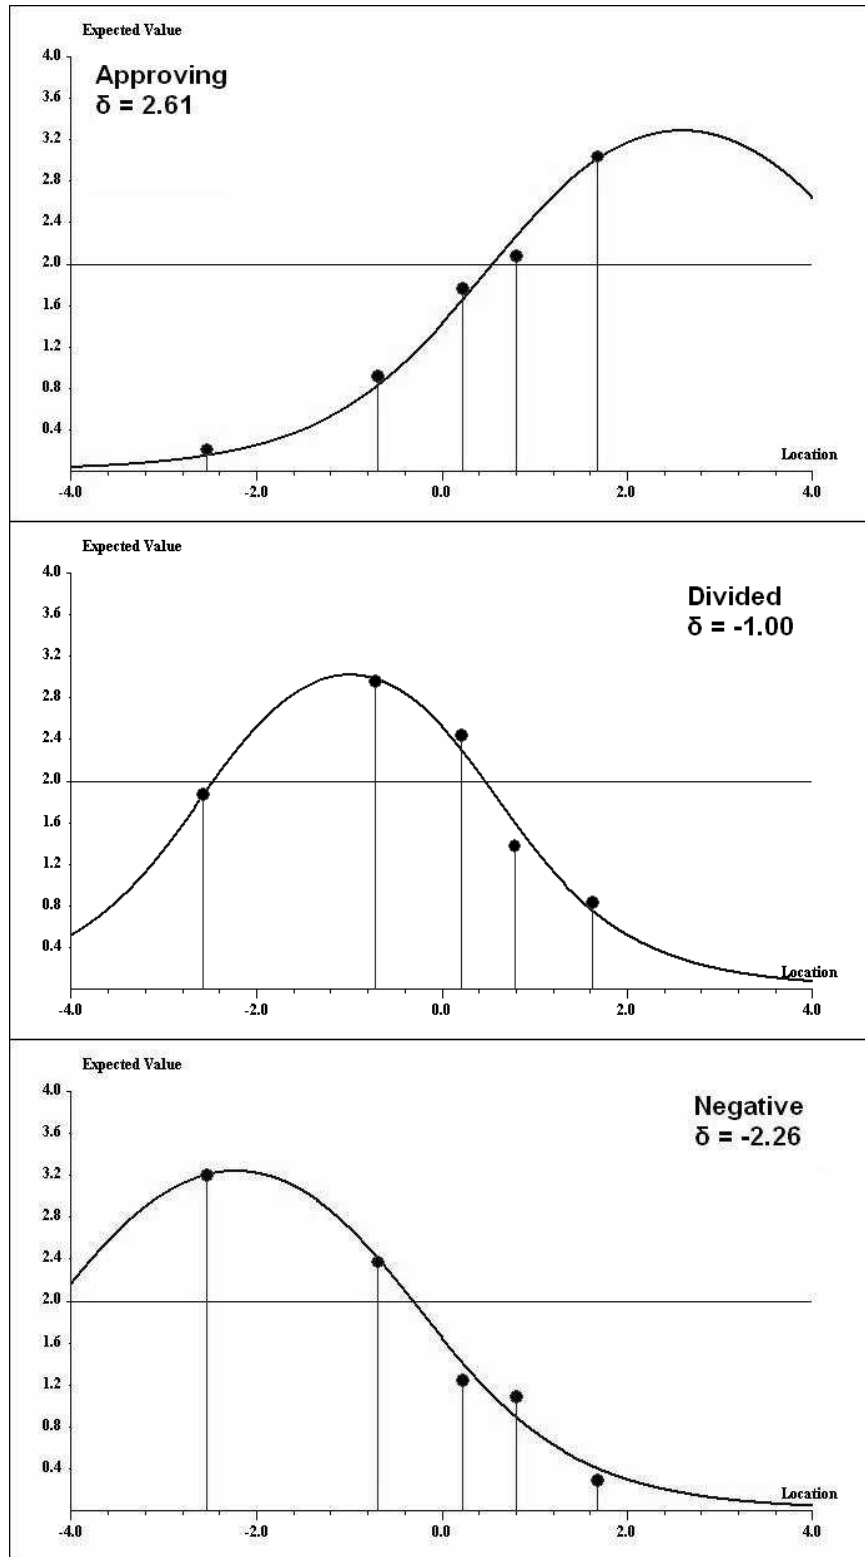 Expected Value
4.0
Approving
δ = 2.61
3.6
3.2
2.8
2.4
2.0
1.6
1.2
0.8
0.4
Location
-4.0 -2.0 0.0 2.0 4.0
Expected Value
4.0
Divided
δ = -1.00
3.6
3.2
2.8
2.4
2.0
1.6
1.2
0.8
0.4
Location
-4.0 -2.0 0.0 2.0 4.0
Expected Value
4.0
Negative
δ = -2.26
3.6
3.2
2.8
2.4
2.0
1.6
1.2
0.8
0.4
Location
-4.0 -2.0 0.0 2.0 4.0